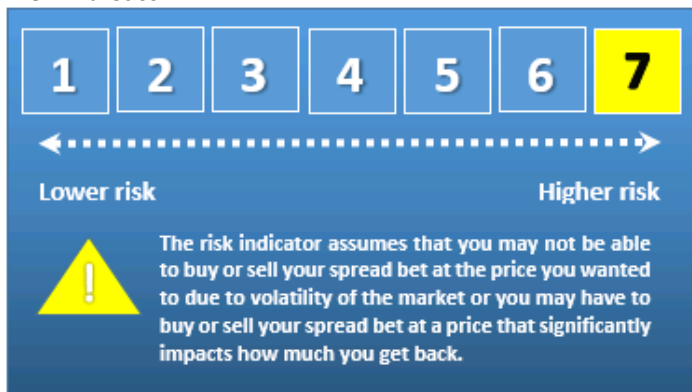 1 2 3 4 5 6 7
Lower risk Higher risk
The risk indicator assumes that you may not be able
! to buy or sell your spread bet at the price you wanted
to due to volatility of the market or you may have to
buy or sell your spread bet at a price that significantly
impacts how much you get back.